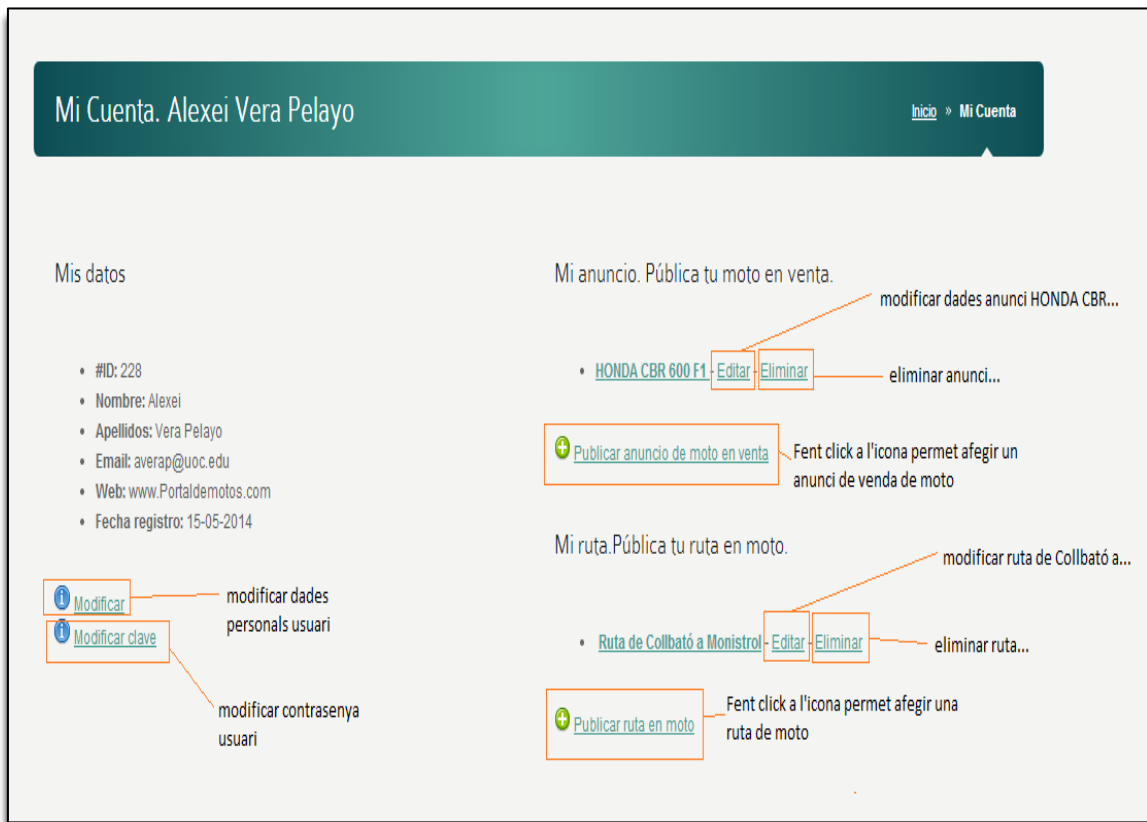 Mi Cuenta. Alexei Vera Pelayo
Inicio » Mi Cuenta
Mis datos
#ID: 228
Nombre: Alexei
Apellidos: Vera Pelayo
Email: averap@uoc.edu
Web: www.Portaldemotos.com
Fecha registro: 15-05-2014
Modificar
modificar dades
personals usuari
Modificar clave
modificar contrasenya
usuari
Mi anuncio. Pública tu moto en venta.
modificar dades anunci HONDA CBR...
HONDA CBR 600 F1 - Editar - Eliminar
eliminar anunci...
Publicar anuncio de moto en venta
Fent click a l'icona permet afegir un
anunci de venda de moto
Mi ruta.Pública tu ruta en moto.
modificar ruta de Collbató a...
Ruta de Collbató a Monistrol - Editar - Eliminar
eliminar ruta...
Publicar ruta en moto
Fent click a l'icona permet afegir una
ruta de moto